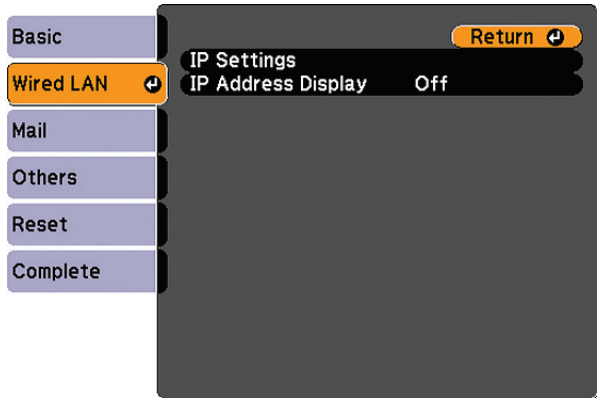 Basic
Wired LAN
Mail
Others
Reset
Complete
Return
IP Settings
IP Address Display Off